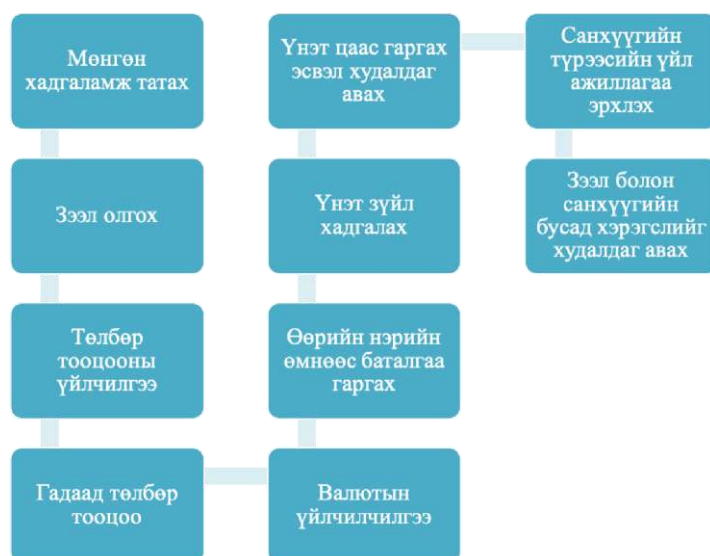 Мөнгөн
хадгаламж татах
Зээл олгох
Төлбөр
тооцооны
үйлчилгээ
Гадаад төлбөр
тооцоо
Валютын
үйлчилчилгээ
Өөрийн нэрийн
өмнөөс баталгаа
гаргах
Үнэт зүйл
хадгалах
Үнэт цаас гаргах
эсвэл худалдаг
авах
Санхүүгийн
түрээсийн үйл
ажиллагаа
эрхлэх
Зээл болон
санхүүгийн
бусад хэрэгслийг
худалдаг авах